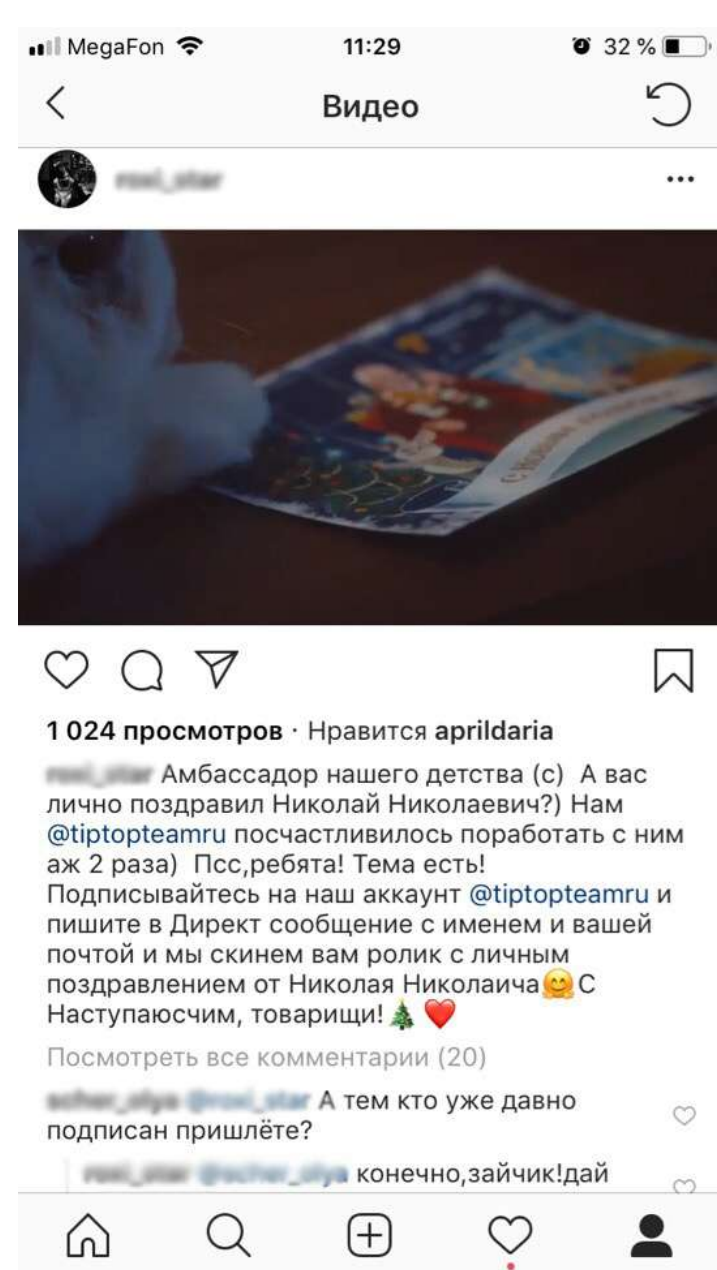 MegaFon 11:29 32 %
Видео
1 024 просмотров · Нравится aprildaria
Амбассадор нашего детства (с) А вас
лично поздравил Николай Николаевич?) Нам
@tiptopteamru посчастливилось поработать с ним
аж 2 раза) Псс,ребята! Тема есть!
Подписывайтесь на наш аккаунт @tiptopteamru и
пишите в Директ сообщение с именем и вашей
почтой и мы скинем вам ролик с личным
поздравлением от Николая Николаича🤗 С
Наступаюсчим, товарищи!🎄 ❤️
Посмотреть все комментарии (20)
А тем кто уже давно
подписан пришлёте?
конечно,зайчик!дай